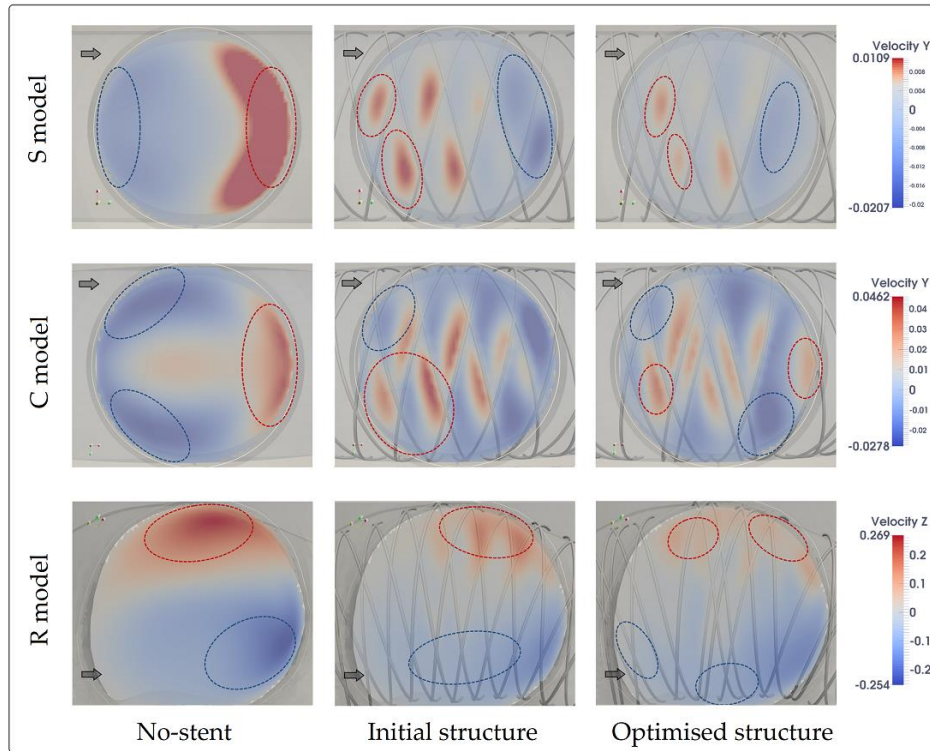 S model
Velocity Y
0.0109
0.008
0.004
0
-0.004
-0.008
-0.012
-0.016
-0.02
-0.0207
C model
Velocity Y
0.0462
0.04
0.03
0.02
0.01
0
-0.01
-0.02
-0.0278
R model
Velocity Z
0.269
0.2
0.1
0
-0.1
-0.2
-0.254
No-stent
Initial structure
Optimised structure